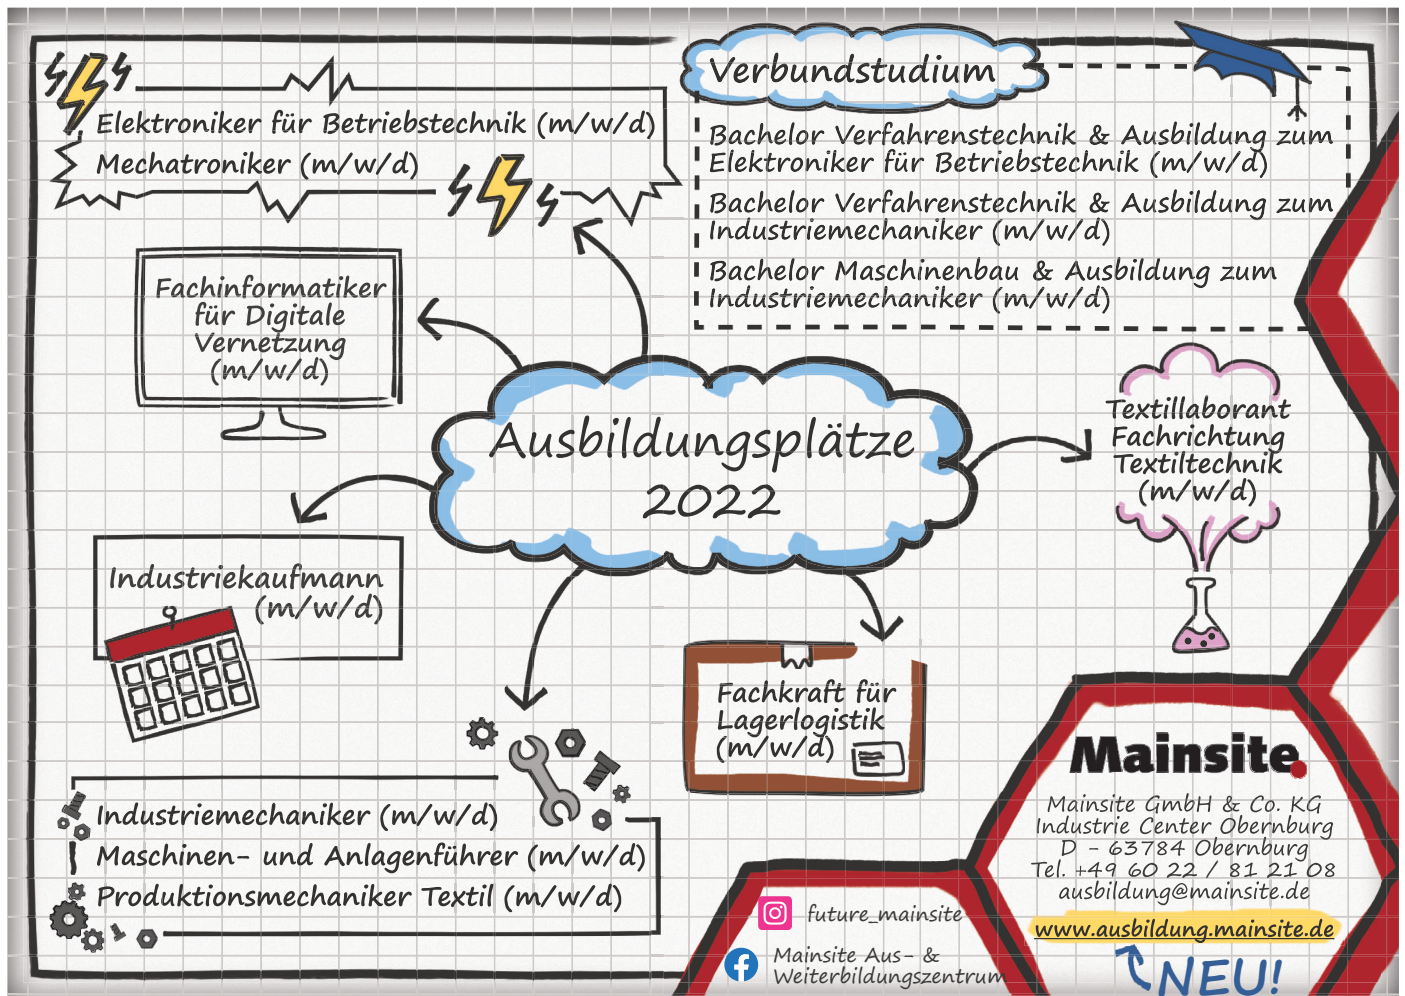 Elektroniker für Betriebstechnik (m/w/d)
Mechatroniker (m/w/d)
Verbundstudium
Bachelor Verfahrenstechnik & Ausbildung zum
Elektroniker für Betriebstechnik (m/w/d)
Bachelor Verfahrenstechnik & Ausbildung zum
Industriemechaniker (m/w/d)
Bachelor Maschinenbau & Ausbildung zum
Industriemechaniker (m/w/d)
Fachinformatiker
für Digitale
Vernetzung
(m/w/d)
Ausbildungsplätze
2022
Textillaborant
Fachrichtung
Textiltechnik
(m/w/d)
Industriekaufmann
(m/w/d)
Fachkraft für
Lagerlogistik
(m/w/d)
Industriemechaniker (m/w/d)
Maschinen- und Anlagenführer (m/w/d)
Produktionsmechaniker Textil (m/w/d)
Mainsite.
Mainsite GmbH & Co. KG
Industrie Center Obernburg
D - 63784 Obernburg
Tel. +49 60 22 / 81 21 08
ausbildung@mainsite.de
www.ausbildung.mainsite.de
NEU!
future_mainsite
Mainsite Aus- &
Weiterbildungszentrum